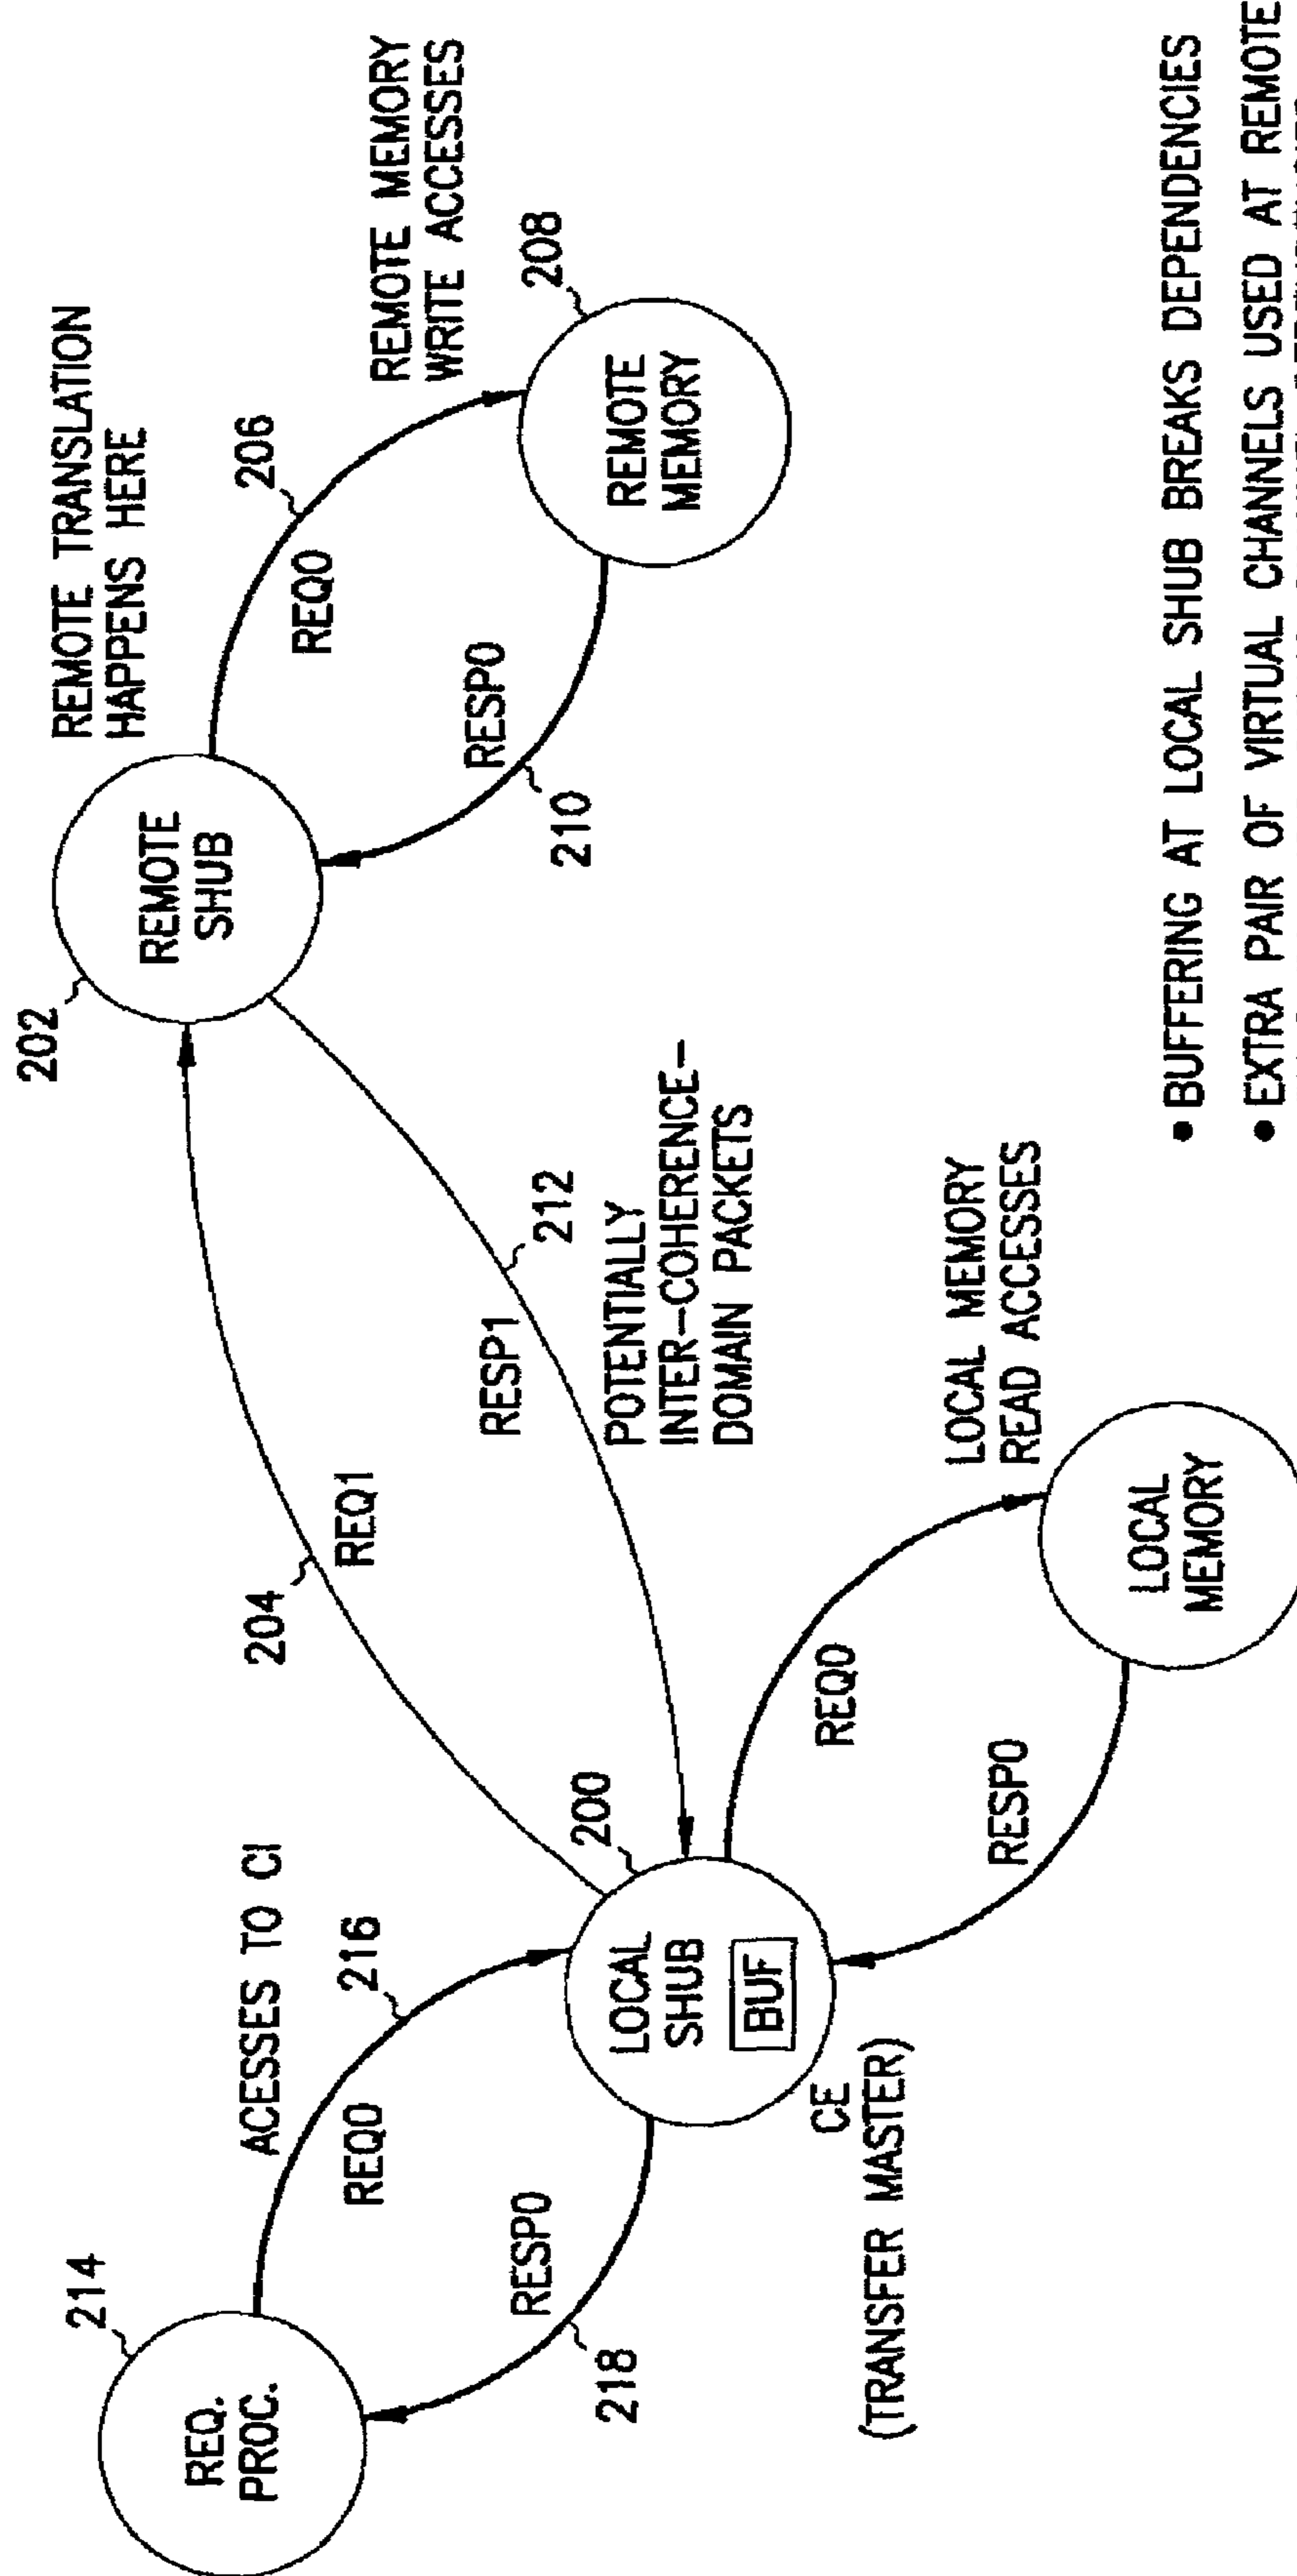 214
REQ.
PROC.
ACESSES TO CI
216
REQ0
RESP0
218
200
LOCAL
SHUB
BUF
CE
(TRANSFER MASTER)
204
REQ1
RESP1
212
POTENTIALLY
INTER-COHERENCE-
DOMAIN PACKETS
REQ0
RESP0
LOCAL MEMORY
READ ACCESSES
LOCAL
MEMORY
202
REMOTE
SHUB
REMOTE TRANSLATION
HAPPENS HERE
206
REQ0
RESP0
210
REMOTE MEMORY
WRITE ACCESSES
208
REMOTE
MEMORY
• BUFFERING AT LOCAL SHUB BREAKS DEPENDENCIES
• EXTRA PAIR OF VIRTUAL CHANNELS USED AT REMOTE